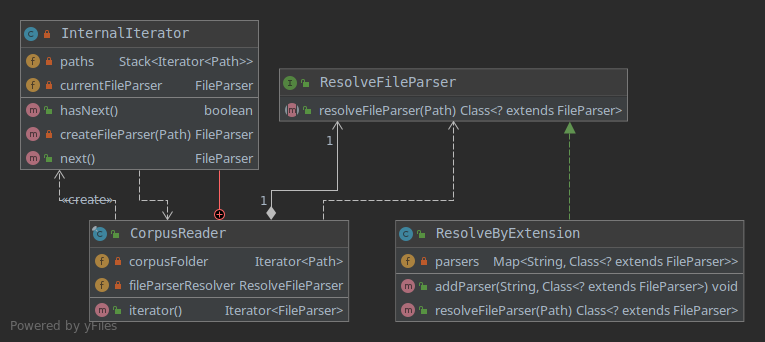 InternalIterator
paths Stack<Iterator<Path>>
currentFileParser FileParser
hasNext() boolean
createFileParser(Path) FileParser
next() FileParser
ResolveFileParser
resolveFileParser(Path) Class<? extends FileParser>
1
«create»
1
CorpusReader
corpusFolder Iterator<Path>
fileParserResolver ResolveFileParser
iterator() Iterator<FileParser>
ResolveByExtension
parsers Map<String, Class<? extends FileParser>>
addParser(String, Class<? extends FileParser>) void
resolveFileParser(Path) Class<? extends FileParser>
Powered by yFiles